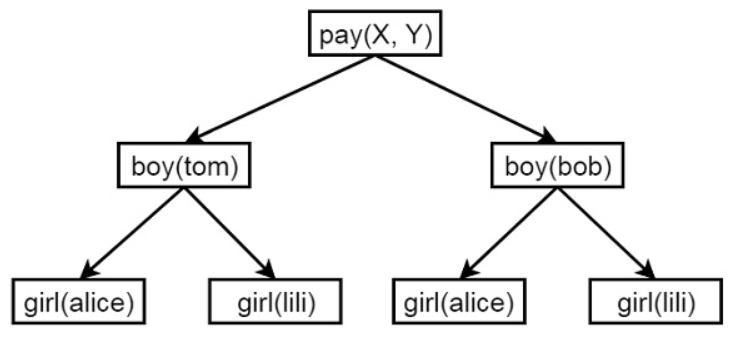 pay(X, Y)
boy(tom)
boy(bob)
girl(alice)
girl(lili)
girl(alice)
girl(lili)